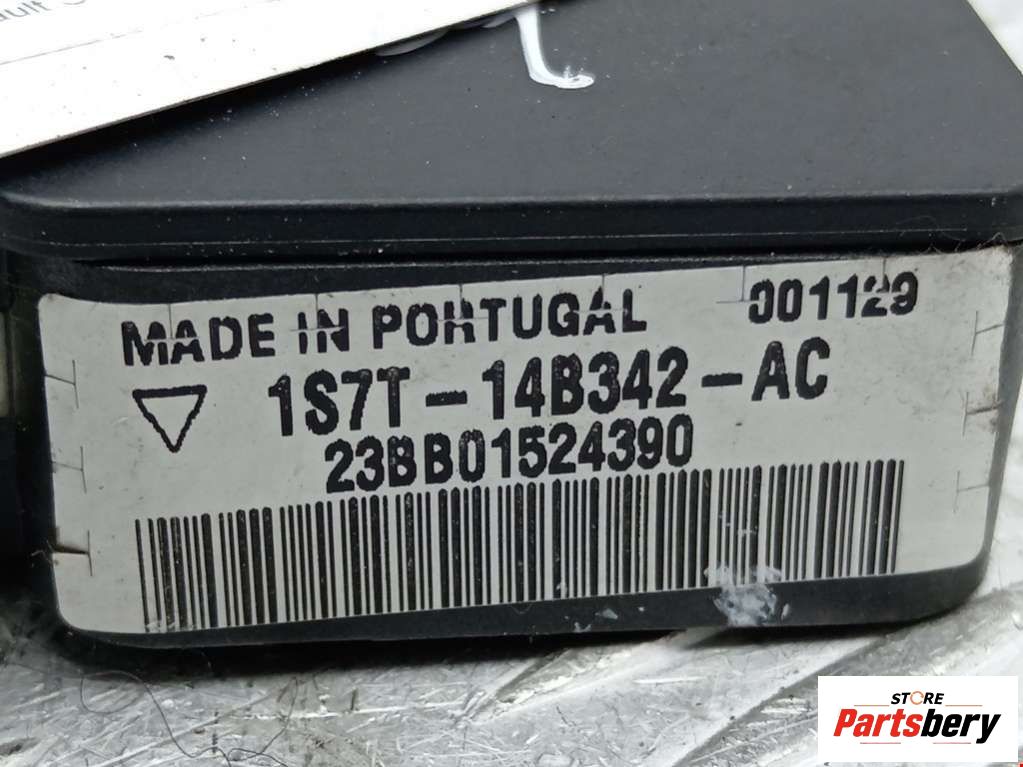 MADE IN PORTUGAL 001129
1S7T-14B342-AC
23BB01524390
STORE
Partsbery